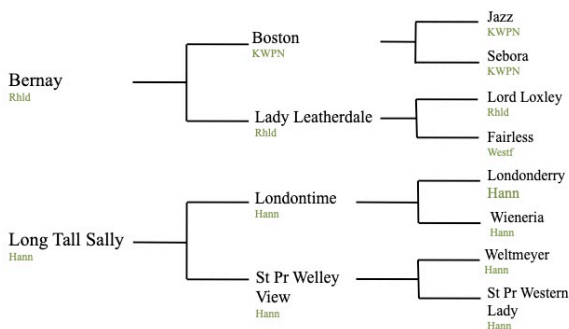 Bernay
Rhld
Boston
KWPN
Jazz
KWPN
Sebora
KWPN
Lady Leatherdale
Rhld
Lord Loxley
Rhld
Fairless
Westf
Long Tall Sally
Hann
Londontime
Hann
Londonderry
Hann
Wieneria
Hann
St Pr Welley
View
Hann
Weltmeyer
Hann
St Pr Western
Lady
Hann